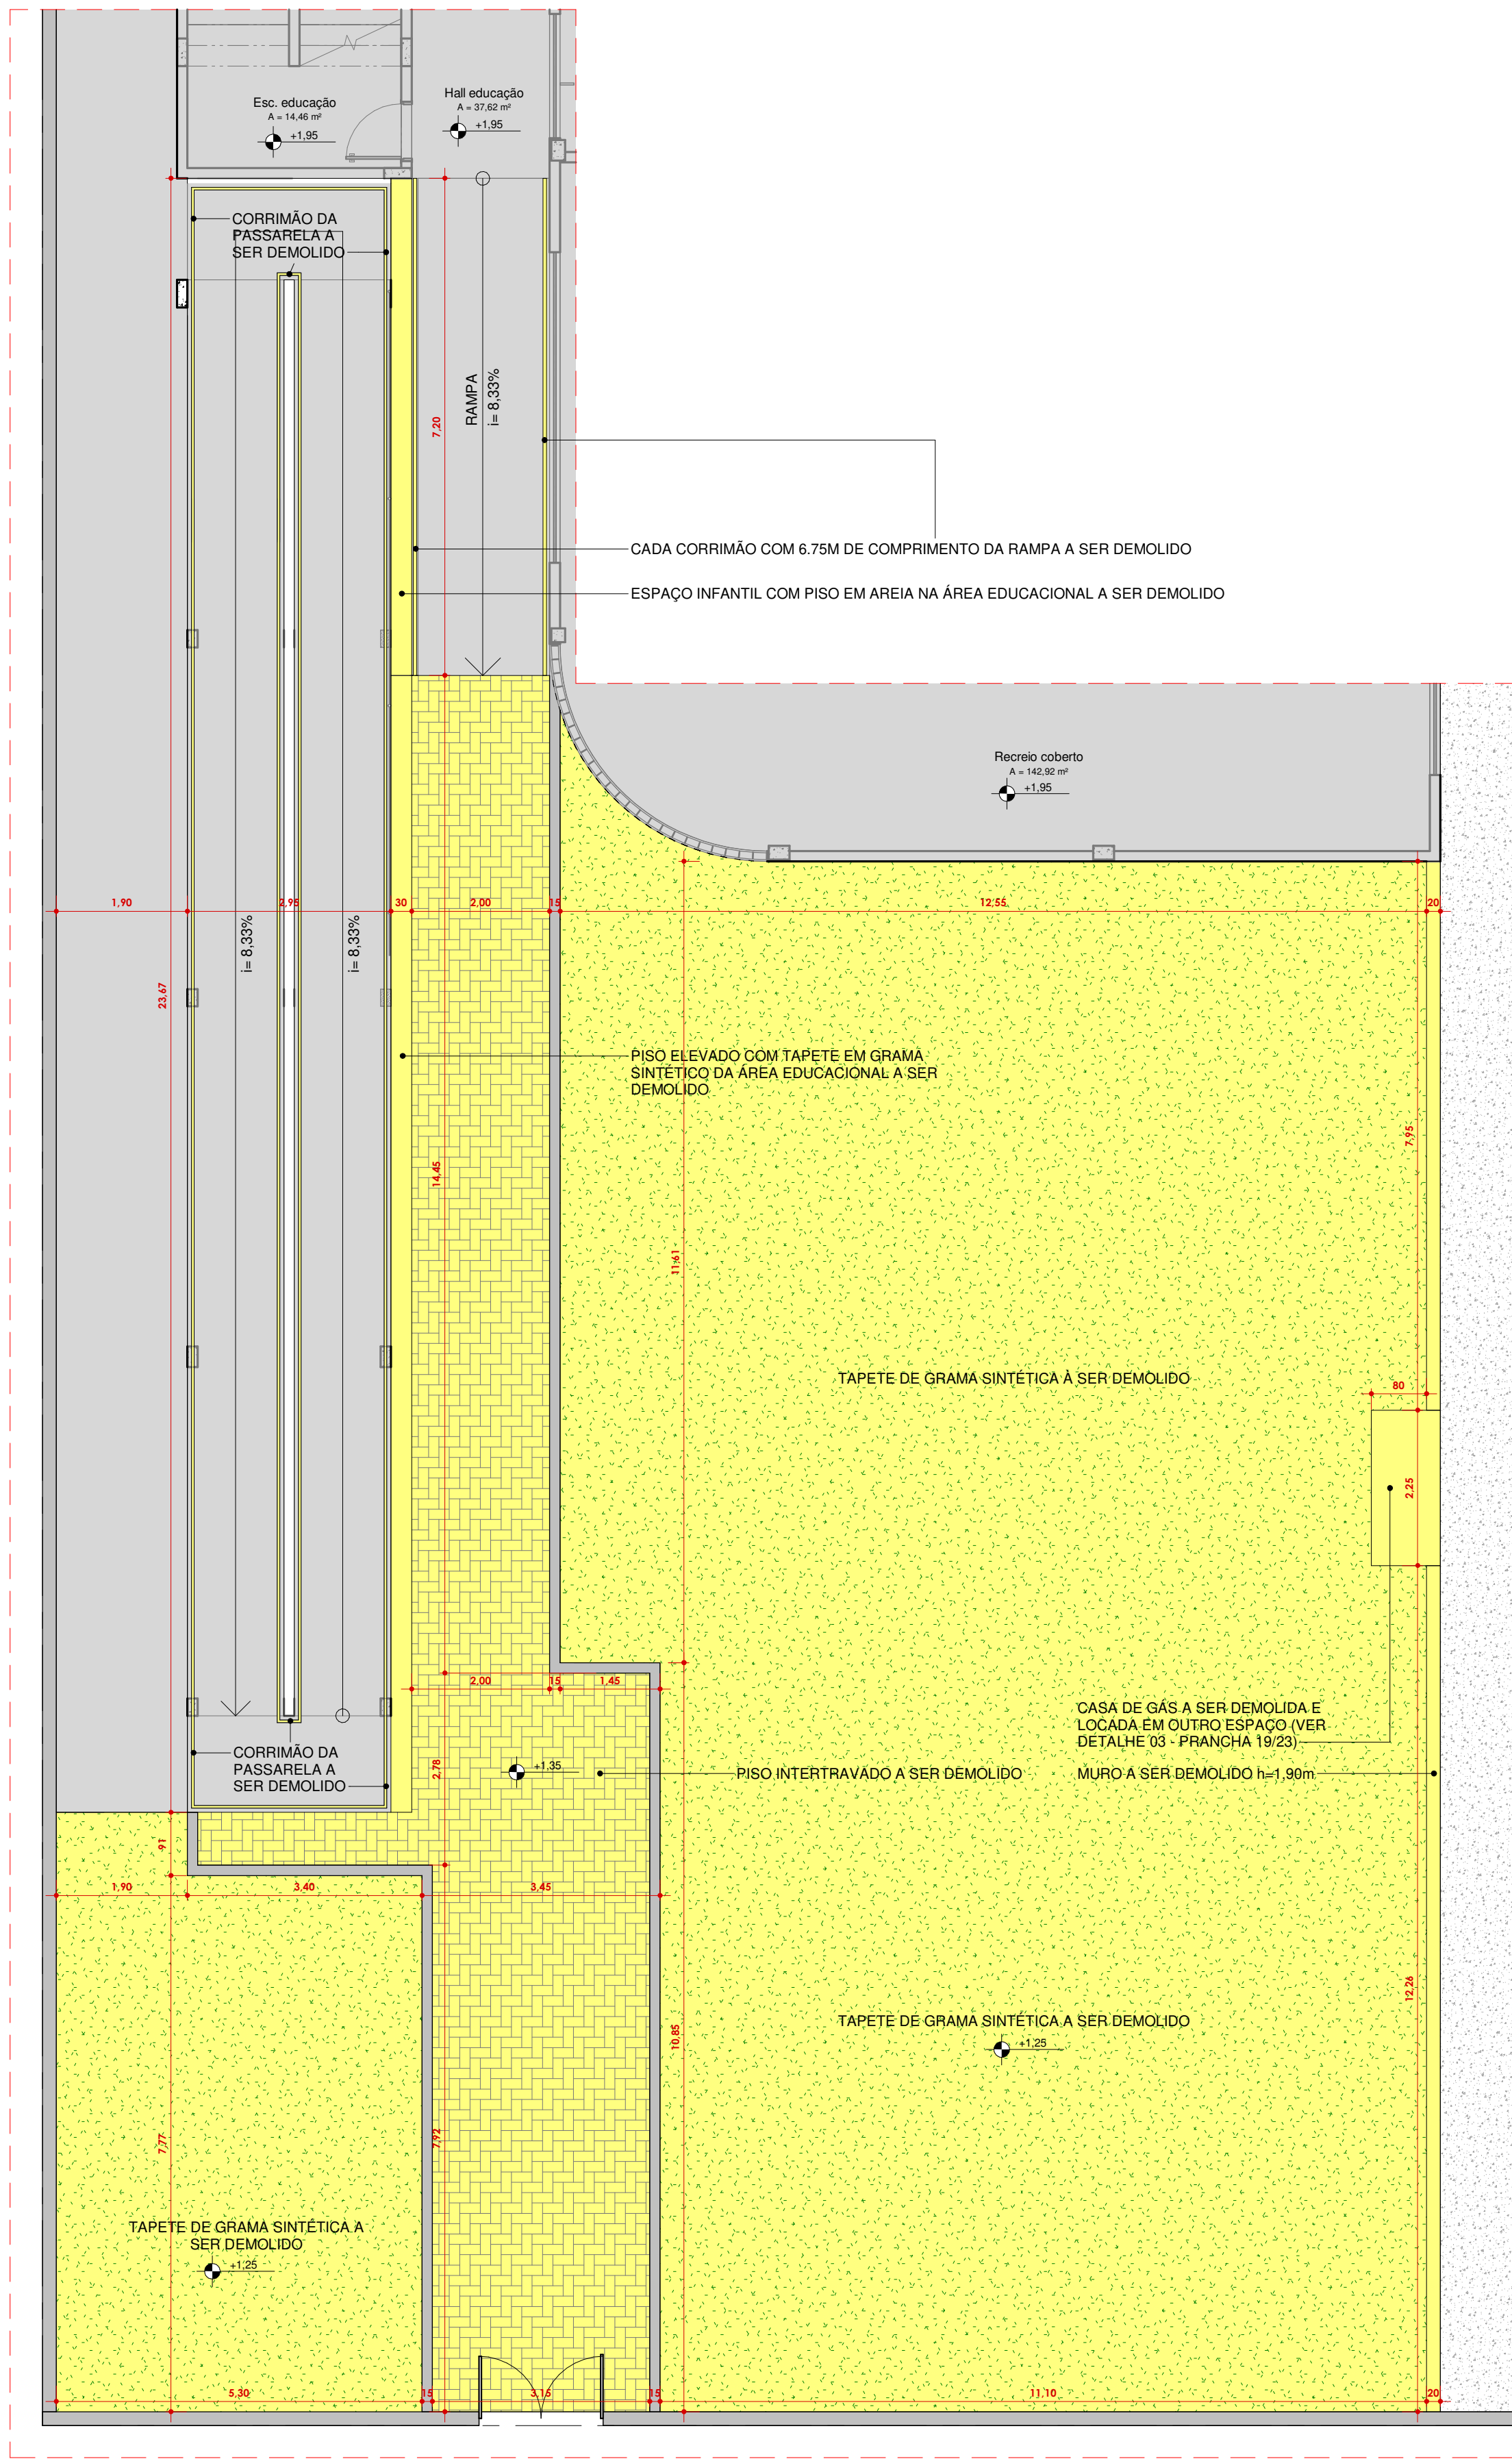 Esc. educação
A = 14,46 m²
+1,95
Hall educação
A = 37,62 m²
+1,95
CORRIMÃO DA
PASSARELA A
SER DEMOLIDO
RAMPA
i= 8,33%
7,20
CADA CORRIMÃO COM 6.75M DE COMPRIMENTO DA RAMPA A SER DEMOLIDO
ESPAÇO INFANTIL COM PISO EM AREIA NA ÁREA EDUCACIONAL A SER DEMOLIDO
Recreio coberto
A = 142,92 m²
+1,95
1,90
2,95
30
2,00
15
12,55
20
i= 8,33%
i= 8,33%
23,67
PISO ELEVADO COM TAPETE EM GRAMA
SINTÉTICO DA ÁREA EDUCACIONAL A SER
DEMOLIDO
7,95
14,45
11,61
TAPETE DE GRAMA SINTÉTICA À SER DEMOLIDO
80
2,25
2,00
15
1,45
CASA DE GÁS A SER DEMOLIDA E
LOCADA EM OUTRO ESPAÇO (VER
DETALHE 03 - PRANCHA 19/23)
CORRIMÃO DA
PASSARELA A
SER DEMOLIDO
2,78
+1,35
PISO INTERTRAVADO A SER DEMOLIDO
MURO A SER DEMOLIDO h=1,90m
91
1,90
3,40
3,45
12,26
TAPETE DE GRAMA SINTÉTICA A SER DEMOLIDO
+1,25
10,85
7,77
7,92
TAPETE DE GRAMA SINTÉTICA A
SER DEMOLIDO
+1,25
5,30
15
3,15
15
11,10
20